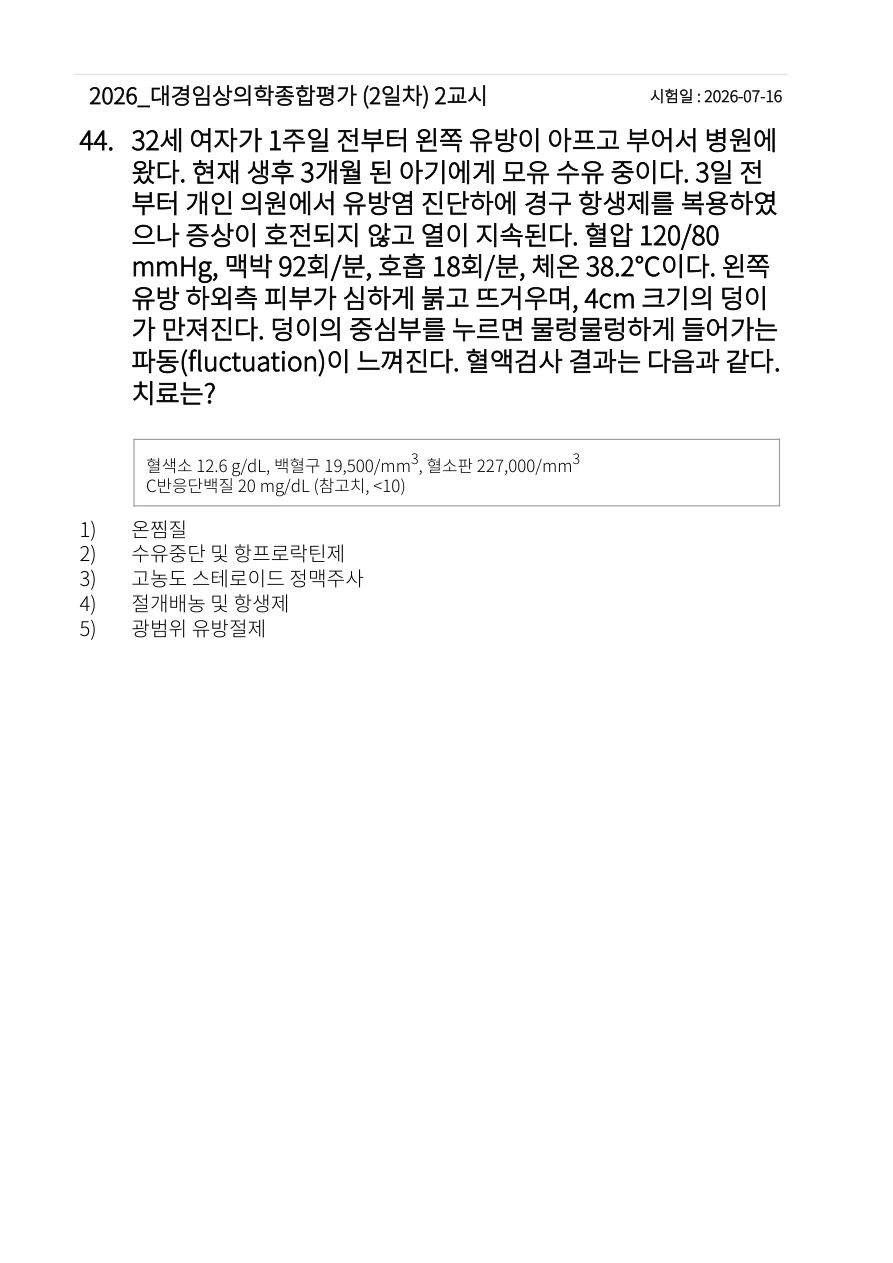 2026_대경임상의학종합평가 (2일차) 2교시
시험일 : 2026-07-16
44. 32세 여자가 1주일 전부터 왼쪽 유방이 아프고 부어서 병원에
왔다. 현재 생후 3개월 된 아기에게 모유 수유 중이다. 3일 전
부터 개인 의원에서 유방염 진단하에 경구 항생제를 복용하였
으나 증상이 호전되지 않고 열이 지속된다. 혈압 120/80
mmHg, 맥박 92회/분, 호흡 18회/분, 체온 38.2℃이다. 왼쪽
유방 하외측 피부가 심하게 붉고 뜨거우며, 4cm 크기의 덩이
가 만져진다. 덩이의 중심부를 누르면 물렁물렁하게 들어가는
파동(fluctuation)이 느껴진다. 혈액검사 결과는 다음과 같다.
치료는?
혈색소 12.6 g/dL, 백혈구 19,500/mm³, 혈소판 227,000/mm³
C반응단백질 20 mg/dL (참고치, <10)
1) 온찜질
2) 수유중단 및 항프로락틴제
3) 고농도 스테로이드 정맥주사
4) 절개배농 및 항생제
5) 광범위 유방절제